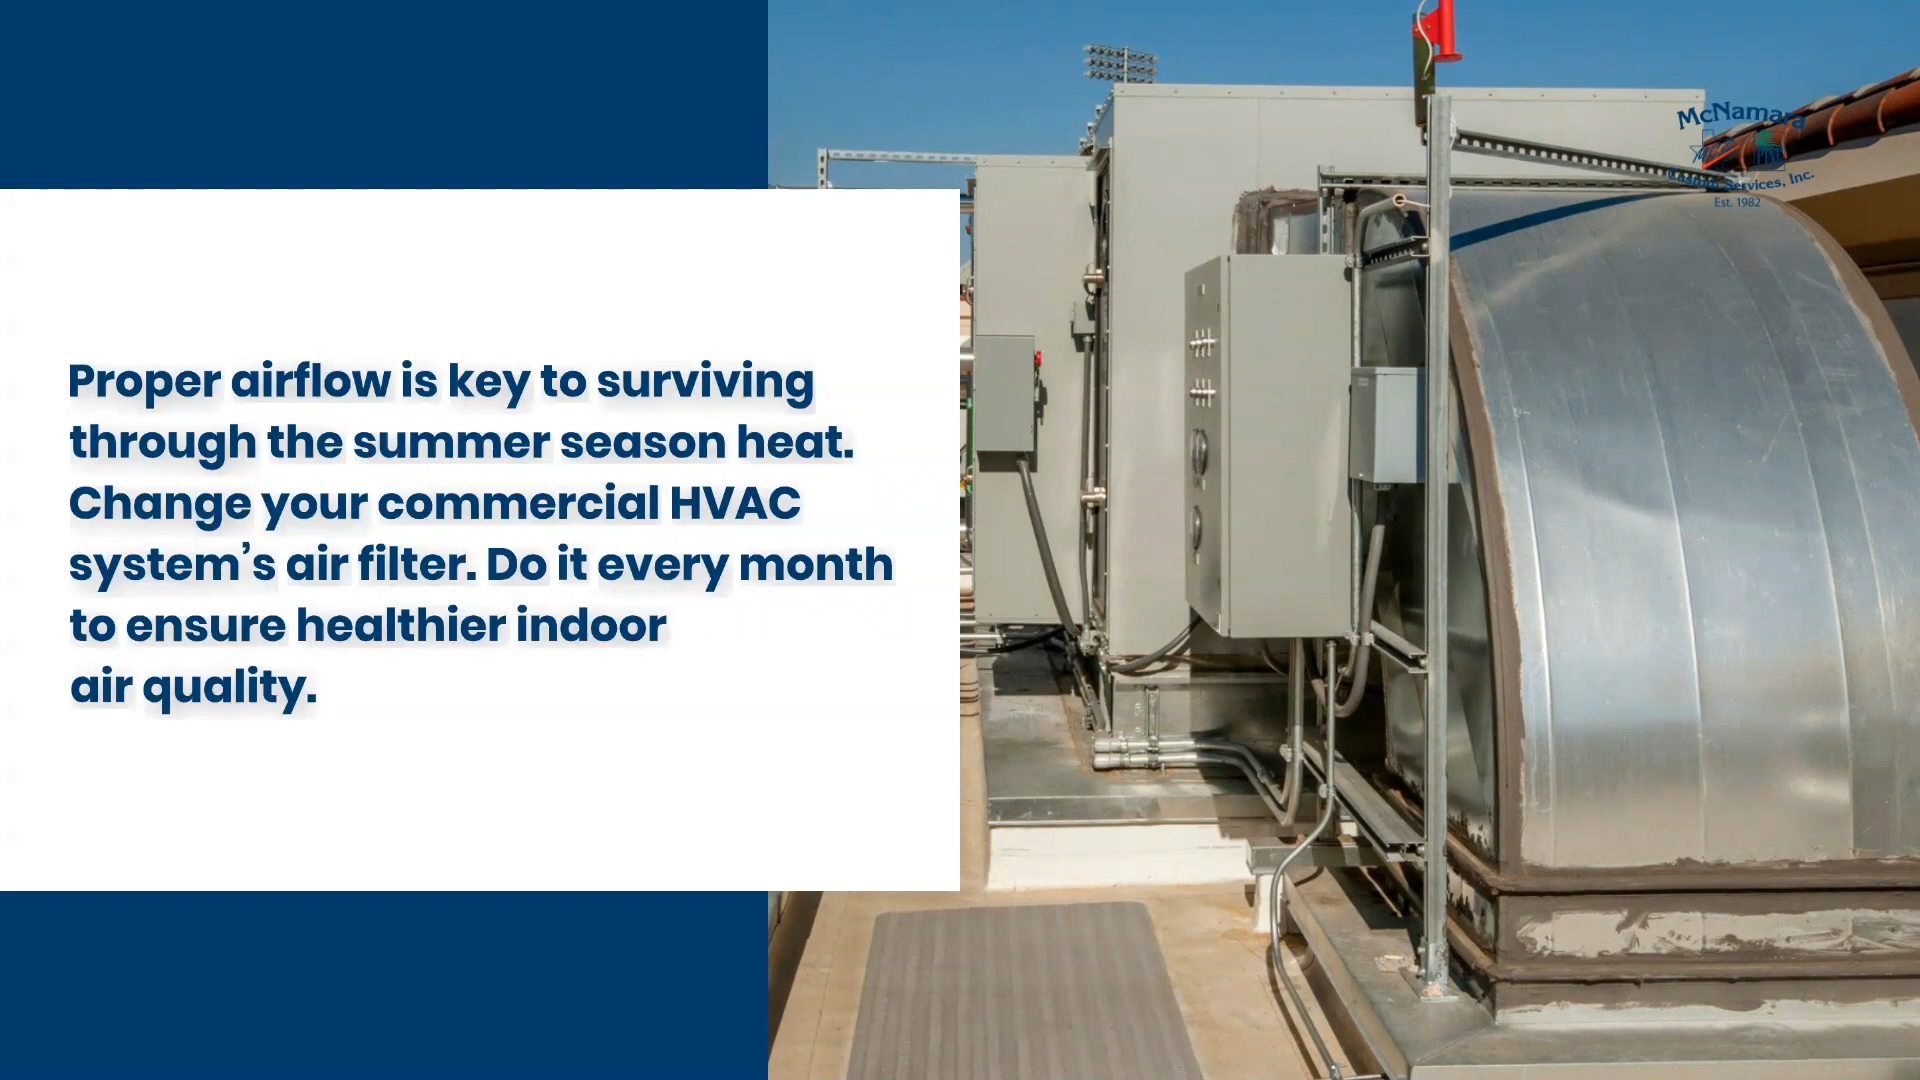 Proper airflow is key to surviving
through the summer season heat.
Change your commercial HVAC
system's air filter. Do it every month
to ensure healthier indoor
air quality.
McNamara
Custom Services, Inc.
Est. 1982